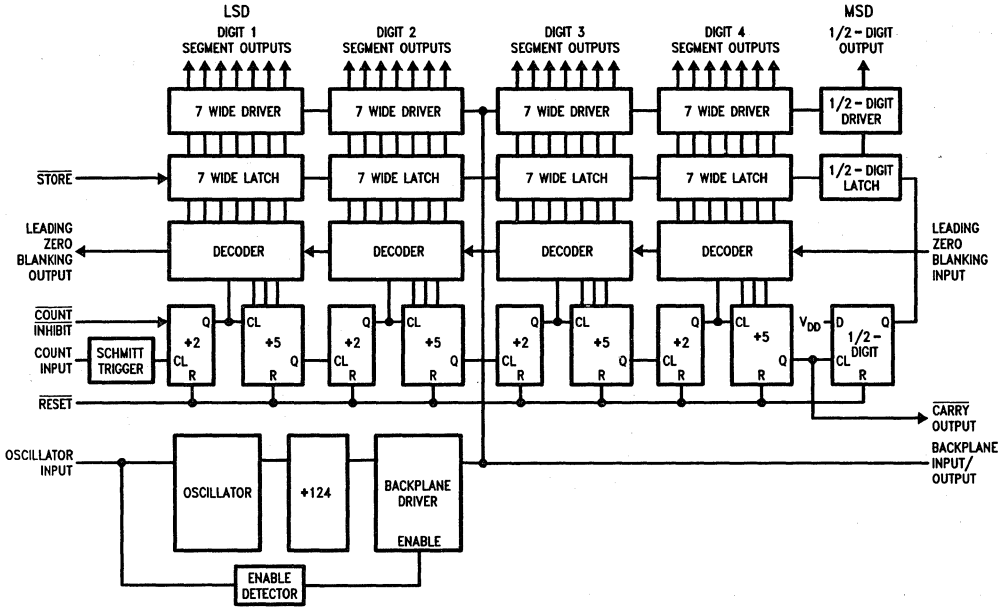 LSD
MSD
DIGIT 1
SEGMENT OUTPUTS
DIGIT 2
SEGMENT OUTPUTS
DIGIT 3
SEGMENT OUTPUTS
DIGIT 4
SEGMENT OUTPUTS
1/2-DIGIT
OUTPUT
7 WIDE DRIVER
7 WIDE DRIVER
7 WIDE DRIVER
7 WIDE DRIVER
1/2-DIGIT
DRIVER
STORE
7 WIDE LATCH
7 WIDE LATCH
7 WIDE LATCH
7 WIDE LATCH
1/2-DIGIT
LATCH
LEADING
ZERO
BLANKING
OUTPUT
DECODER
DECODER
DECODER
DECODER
LEADING
ZERO
BLANKING
INPUT
COUNT
INHIBIT
COUNT
INPUT
SCHMITT
TRIGGER
Q
+2
CL
R
CL
+5
Q
R
Q
+2
CL
R
CL
+5
Q
R
Q
+2
CL
R
CL
+5
Q
R
Q
+2
CL
R
CL
+5
Q
R
VDD
D
Q
1/2-
DIGIT
CL
R
RESET
CARRY
OUTPUT
OSCILLATOR
INPUT
OSCILLATOR
+124
BACKPLANE
DRIVER
ENABLE
BACKPLANE
INPUT/
OUTPUT
ENABLE
DETECTOR